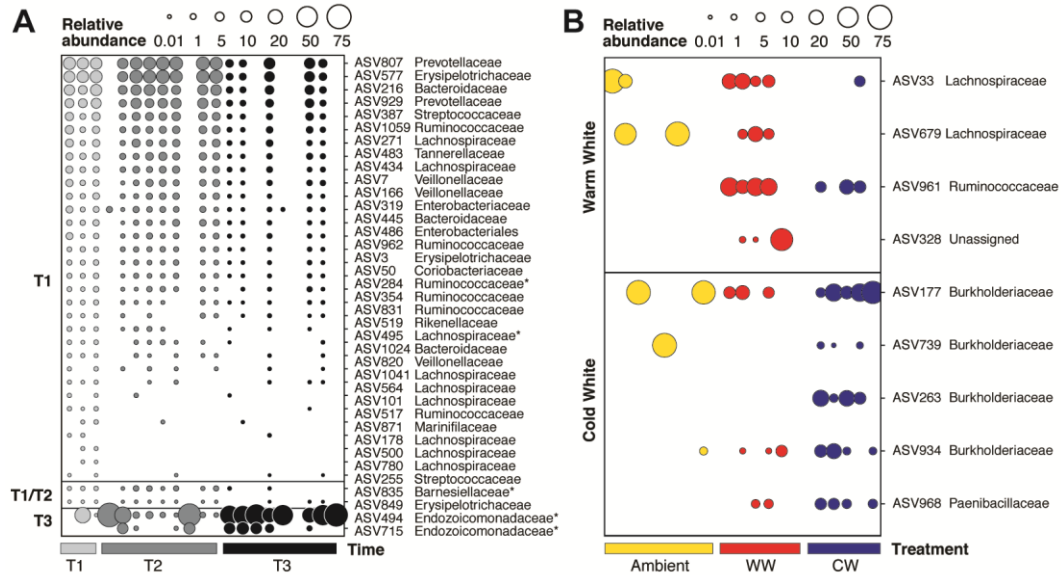 A
Relative
abundance
0.01 1 5 10 20 50 75
T1
T1/T2
T3
ASV807 Prevotellaceae
ASV577 Erysipelotrichaceae
ASV216 Bacteroidaceae
ASV929 Prevotellaceae
ASV387 Streptococcaceae
ASV1059 Ruminococcaceae
ASV271 Lachnospiraceae
ASV483 Tannerellaceae
ASV434 Lachnospiraceae
ASV7 Veillonellaceae
ASV166 Veillonellaceae
ASV319 Enterobacteriaceae
ASV445 Bacteroidaceae
ASV486 Enterobacteriales
ASV962 Ruminococcaceae
ASV3 Erysipelotrichaceae
ASV50 Coriobacteriaceae
ASV284 Ruminococcaceae*
ASV354 Ruminococcaceae
ASV831 Ruminococcaceae
ASV519 Rikenellaceae
ASV495 Lachnospiraceae*
ASV1024 Bacteroidaceae
ASV820 Veillonellaceae
ASV1041 Lachnospiraceae
ASV564 Lachnospiraceae
ASV101 Lachnospiraceae
ASV517 Ruminococcaceae
ASV871 Marinifilaceae
ASV178 Lachnospiraceae
ASV500 Lachnospiraceae
ASV780 Lachnospiraceae
ASV255 Streptococcaceae
ASV835 Barnesiellaceae*
ASV849 Erysipelotrichaceae
ASV494 Endozoicomonadaceae*
ASV715 Endozoicomonadaceae*
Time
T1 T2 T3
B
Relative
abundance
0.01 1 5 10 20 50 75
Warm White
Cold White
ASV33 Lachnospiraceae
ASV679 Lachnospiraceae
ASV961 Ruminococcaceae
ASV328 Unassigned
ASV177 Burkholderiaceae
ASV739 Burkholderiaceae
ASV263 Burkholderiaceae
ASV934 Burkholderiaceae
ASV968 Paenibacillaceae
Treatment
Ambient WW CW